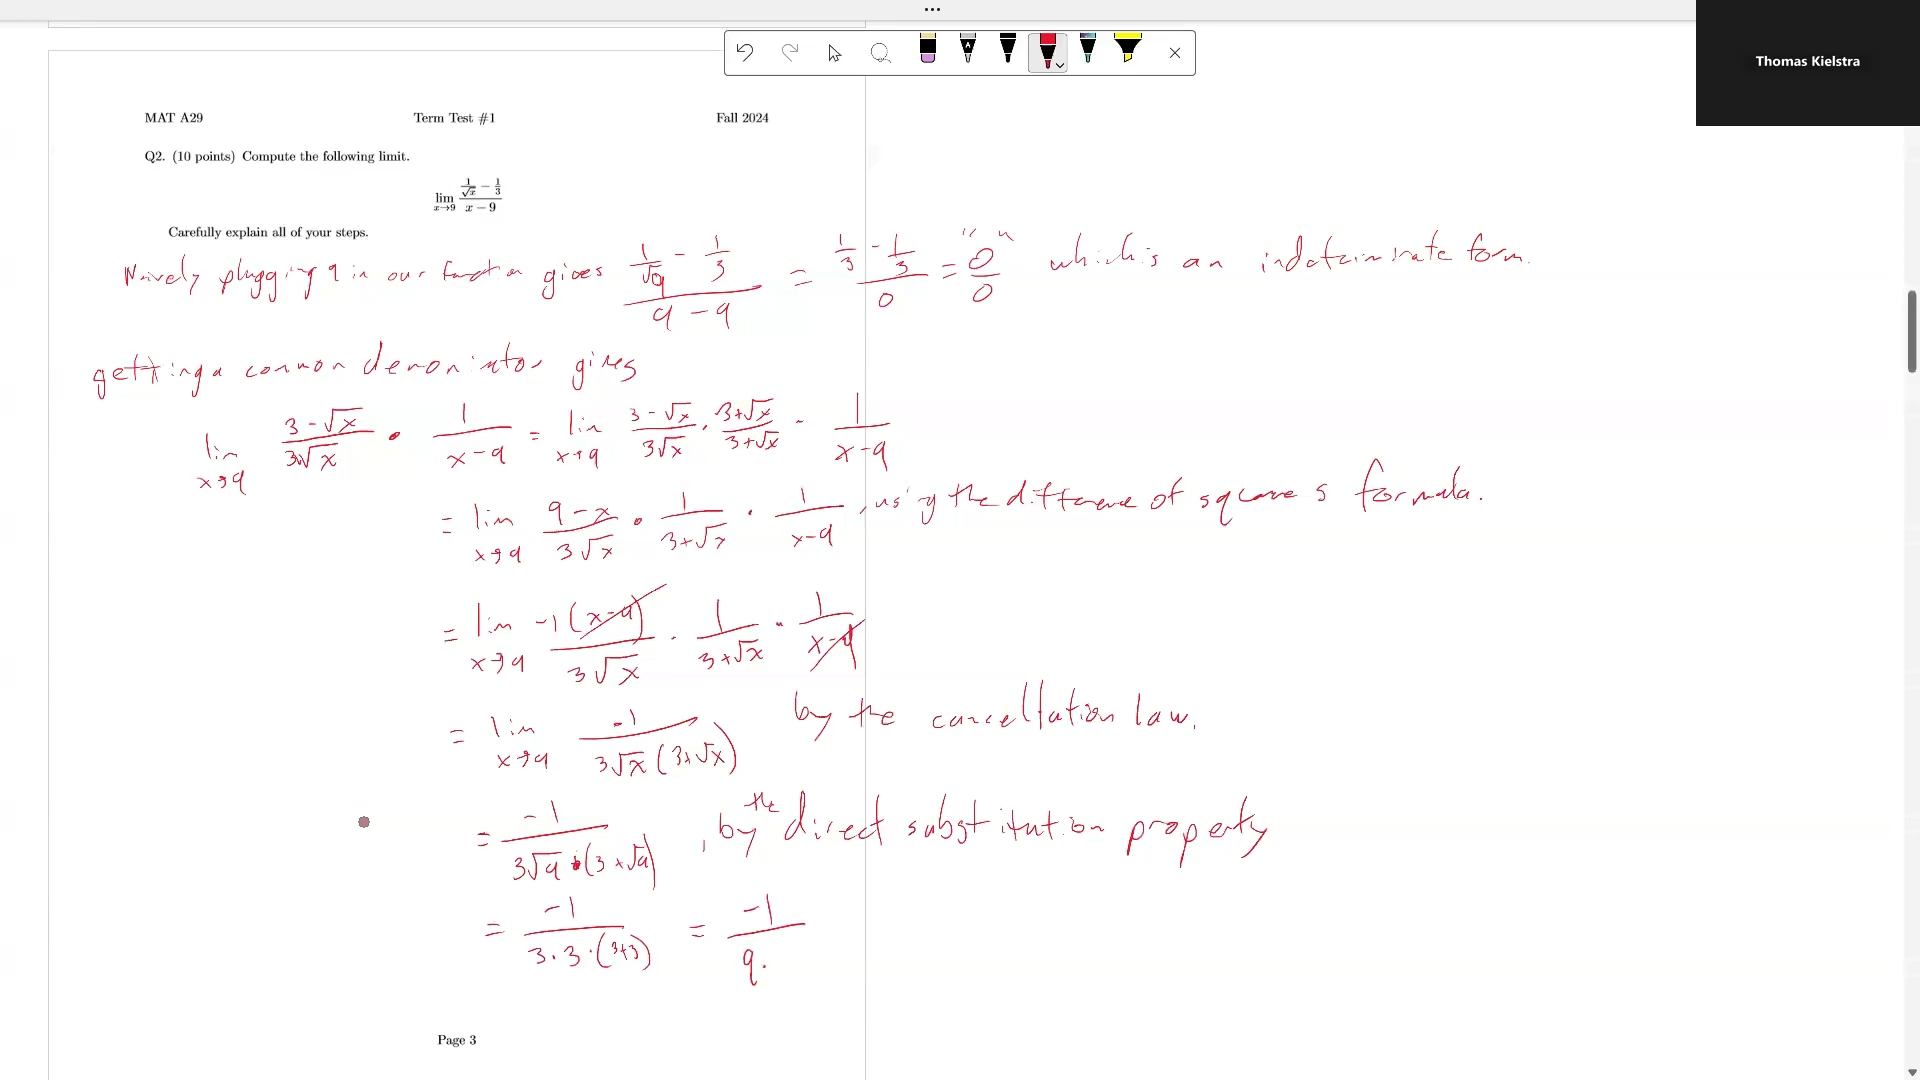 Thomas Kielstra
MAT A29 Term Test #1 Fall 2024
Q2. (10 points) Compute the following limit.
lim x→9 (1/√x − 1/3)/(x − 9)
Carefully explain all of your steps.
Naively plugging 9 in our function gives (1/√9 - 1/3)/(9 - 9) = (1/3 - 1/3)/0 = "0/0" which is an indeterminate form.
getting a common denominator gives
lim x→9 (3-√x)/(3√x) · 1/(x-9) = lim x→9 (3-√x)/(3√x) · (3+√x)/(3+√x) · 1/(x-9)
= lim x→9 (9-x)/(3√x) · 1/(3+√x) · 1/(x-9), using the difference of squares formula.
= lim x→9 -1(x-9)/(3√x) · 1/(3+√x) · 1/(x-9)
= lim x→9 -1/(3√x(3+√x)) by the cancellation law.
= -1/(3√9·(3+√9)), by the direct substitution property
= -1/(3·3·(3+3)) = -1/9.
Page 3